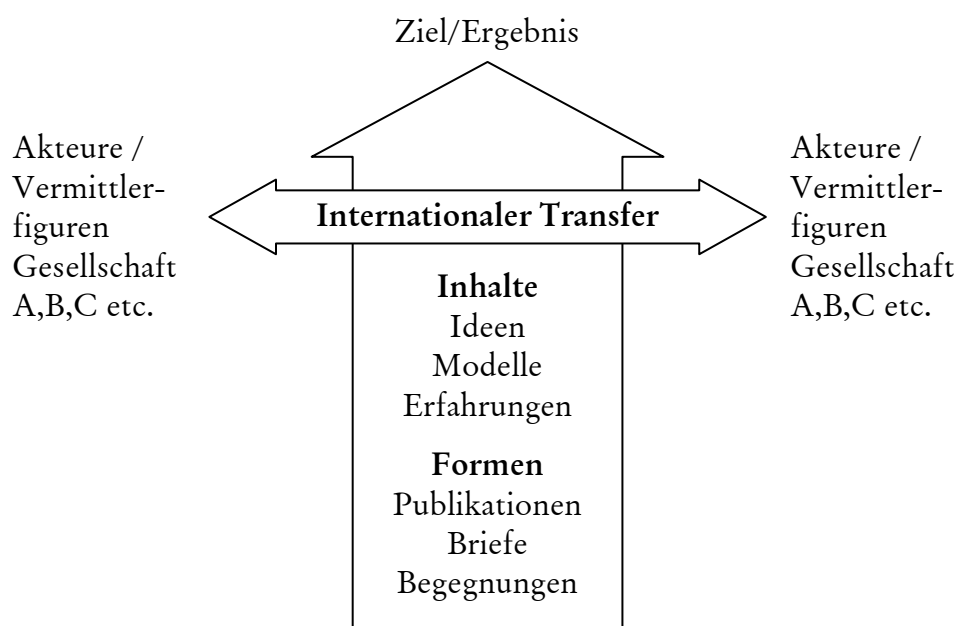 Ziel/Ergebnis
Akteure /
Vermittler-
figuren
Gesellschaft
A,B,C etc.
Internationaler Transfer
Akteure /
Vermittler-
figuren
Gesellschaft
A,B,C etc.
Inhalte
Ideen
Modelle
Erfahrungen
Formen
Publikationen
Briefe
Begegnungen